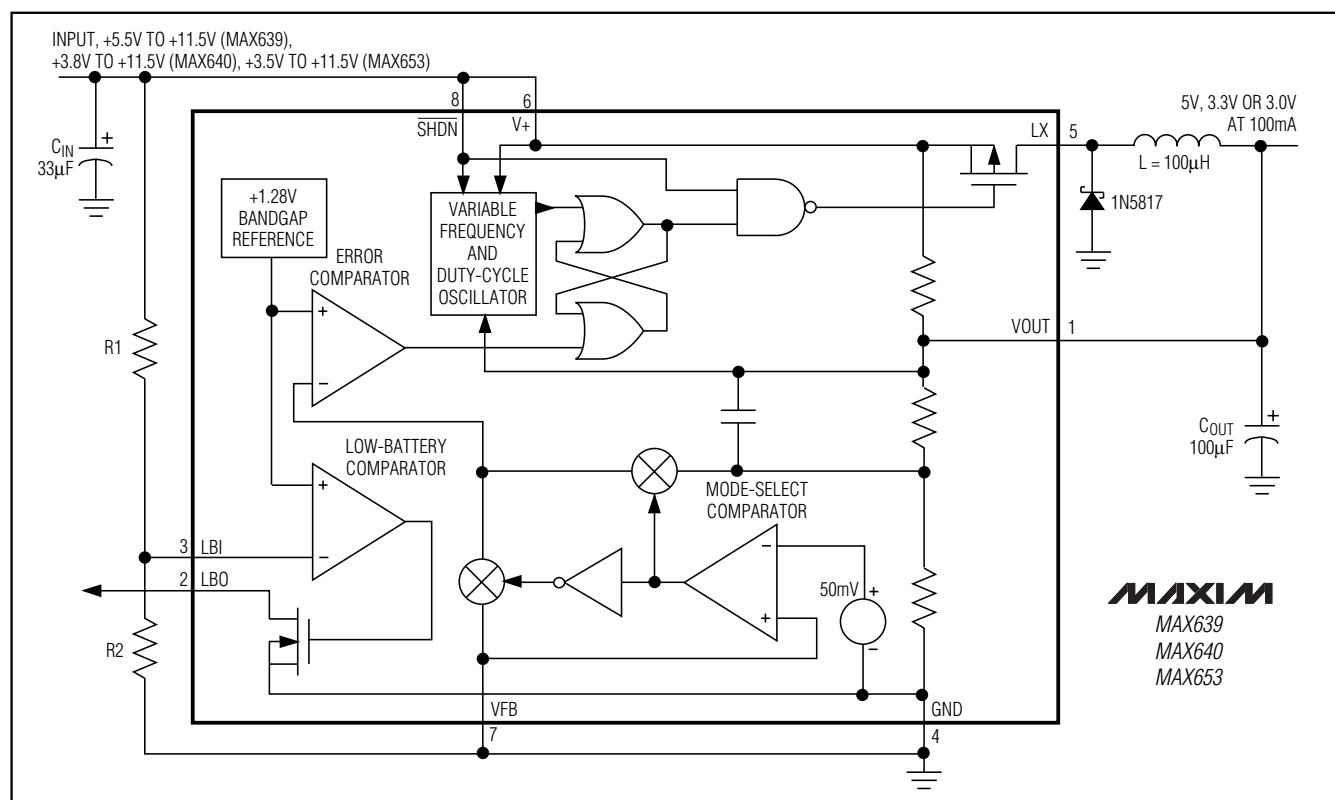 INPUT, +5.5V TO +11.5V (MAX639),
+3.8V TO +11.5V (MAX640), +3.5V TO +11.5V (MAX653)
8
6
SHDN
V+
LX
5
5V, 3.3V OR 3.0V
AT 100mA
CIN
33µF
+
L = 100µH
1N5817
+1.28V
BANDGAP
REFERENCE
VARIABLE
FREQUENCY
AND
DUTY-CYCLE
OSCILLATOR
ERROR
COMPARATOR
+
−
R1
VOUT
1
LOW-BATTERY
COMPARATOR
+
−
MODE-SELECT
COMPARATOR
−
+
COUT
100µF
+
3
LBI
2
LBO
50mV
+
−
R2
MAXIM
MAX639
MAX640
MAX653
VFB
7
GND
4